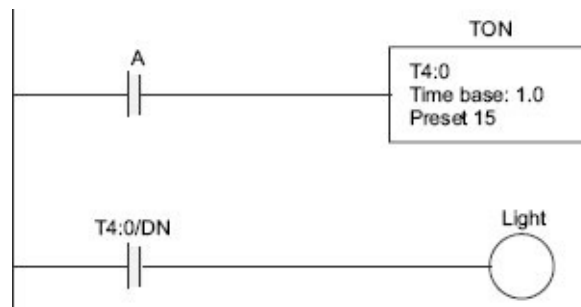 TON
A
T4:0
Time base: 1.0
Preset 15
T4:0/DN
Light